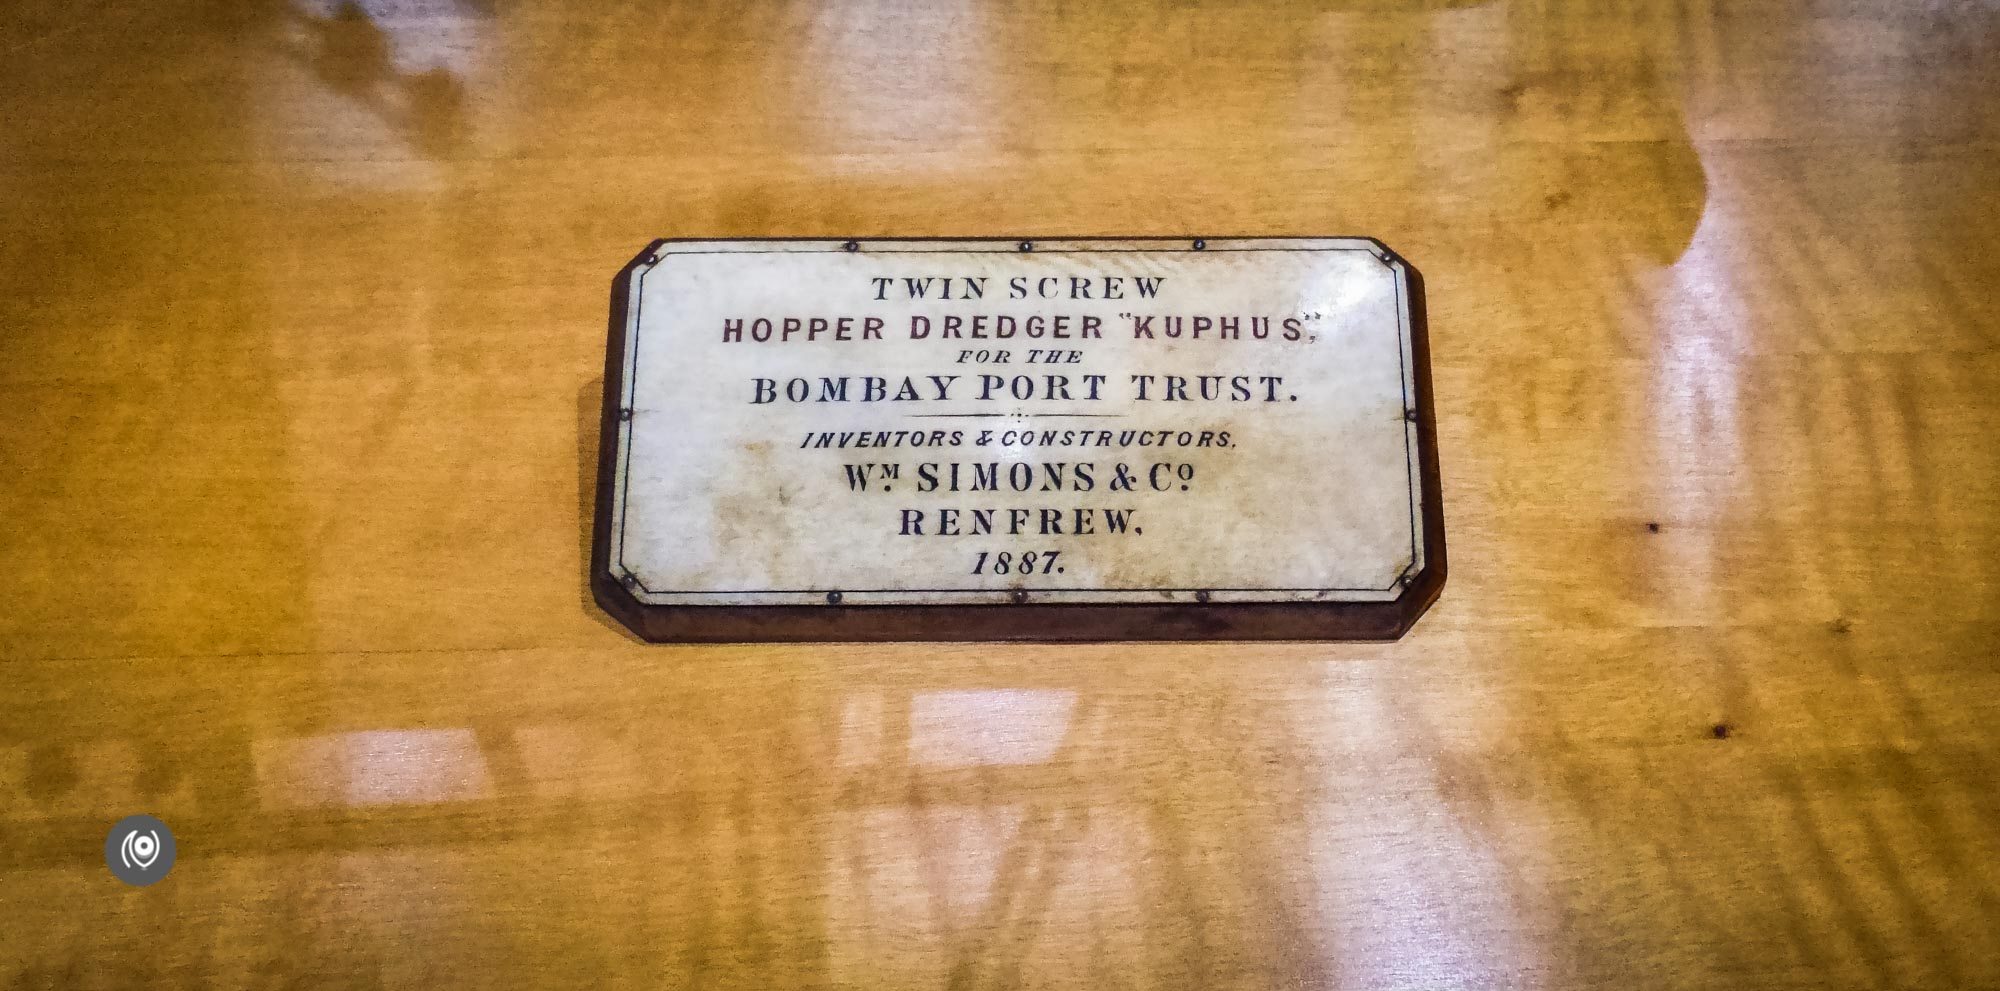 TWIN SCREW
HOPPER DREDGER "KUPHUS",
FOR THE
BOMBAY PORT TRUST.
INVENTORS & CONSTRUCTORS,
WM. SIMONS & CO
RENFREW,
1887.